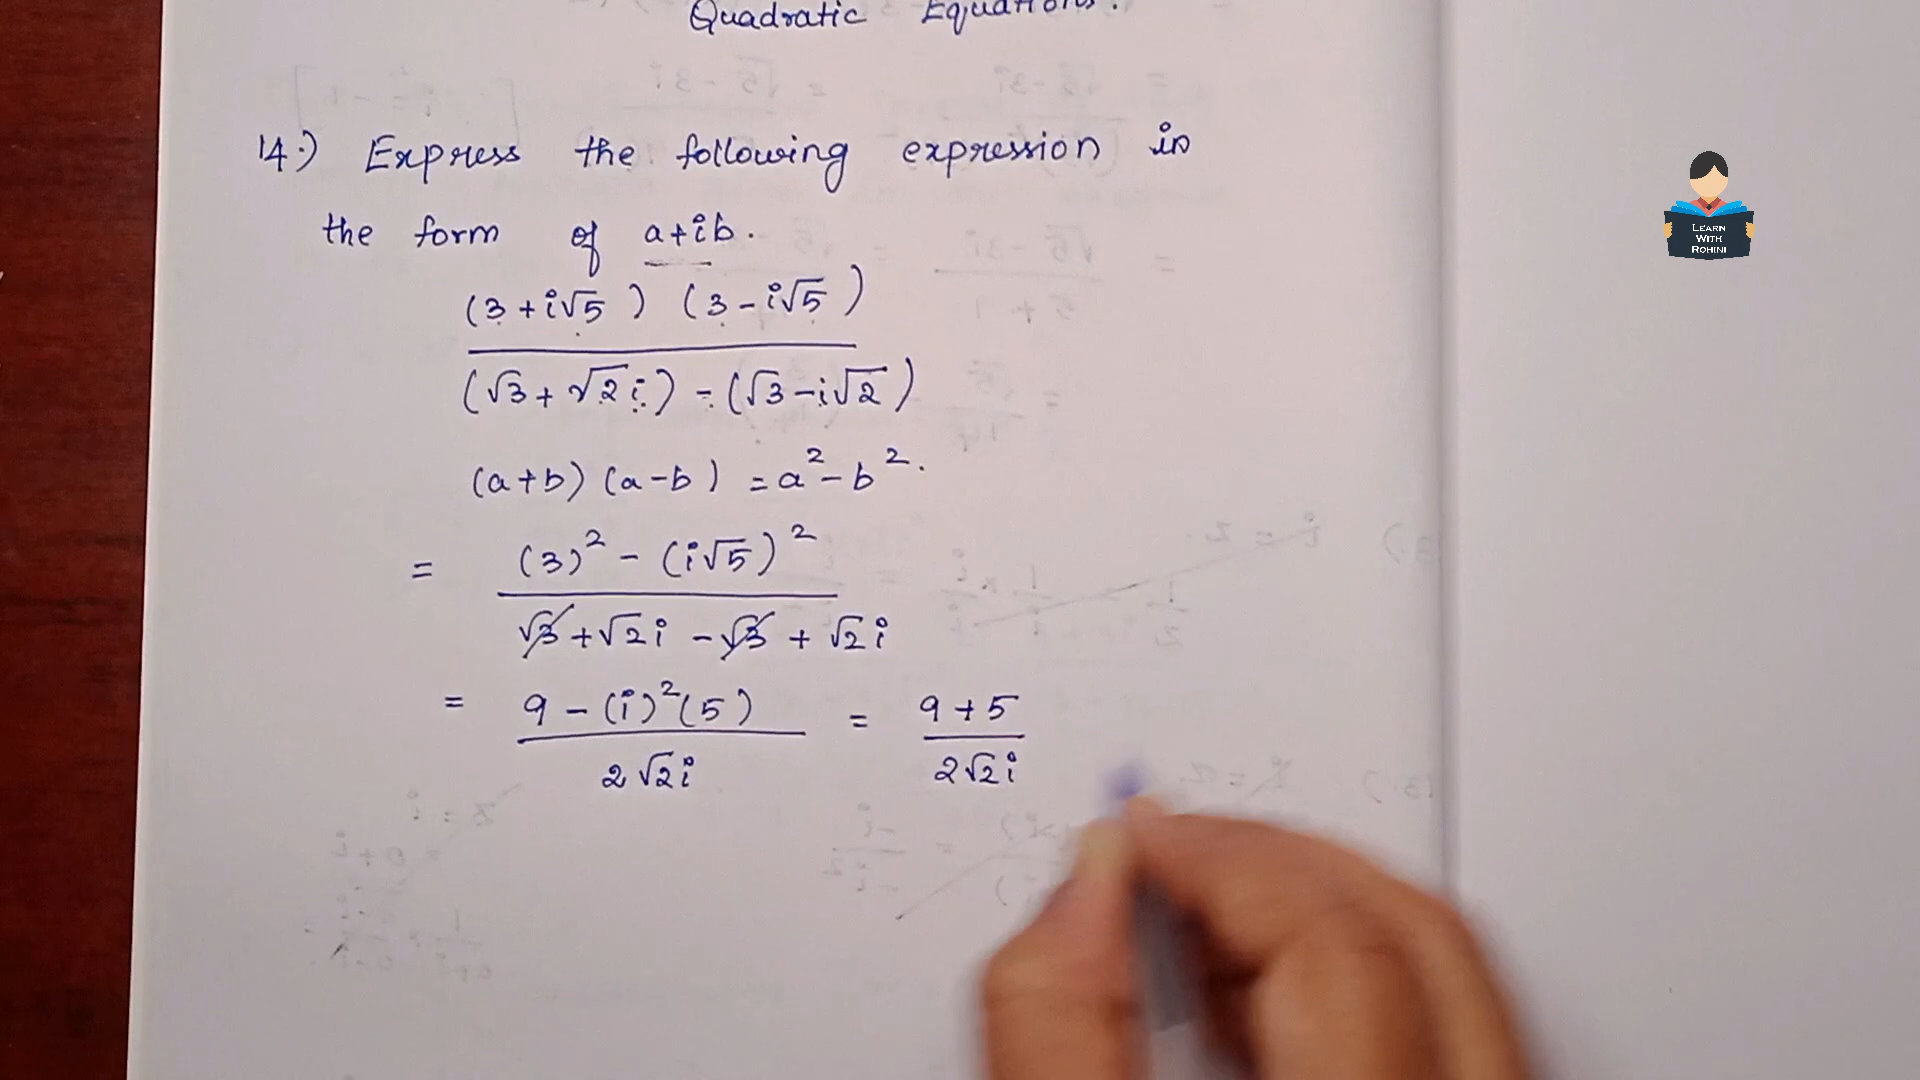 Quadratic Equations.
14.) Express the following expression in
the form of a+ib.
(3+i√5) (3-i√5)
(√3+√2i) - (√3-i√2)
(a+b) (a-b) = a²-b².
= (3)² - (i√5)²
√3+√2i - √3 + √2i
= 9-(i)²(5) = 9+5
2√2i 2√2i
LEARN
WITH
ROHINI